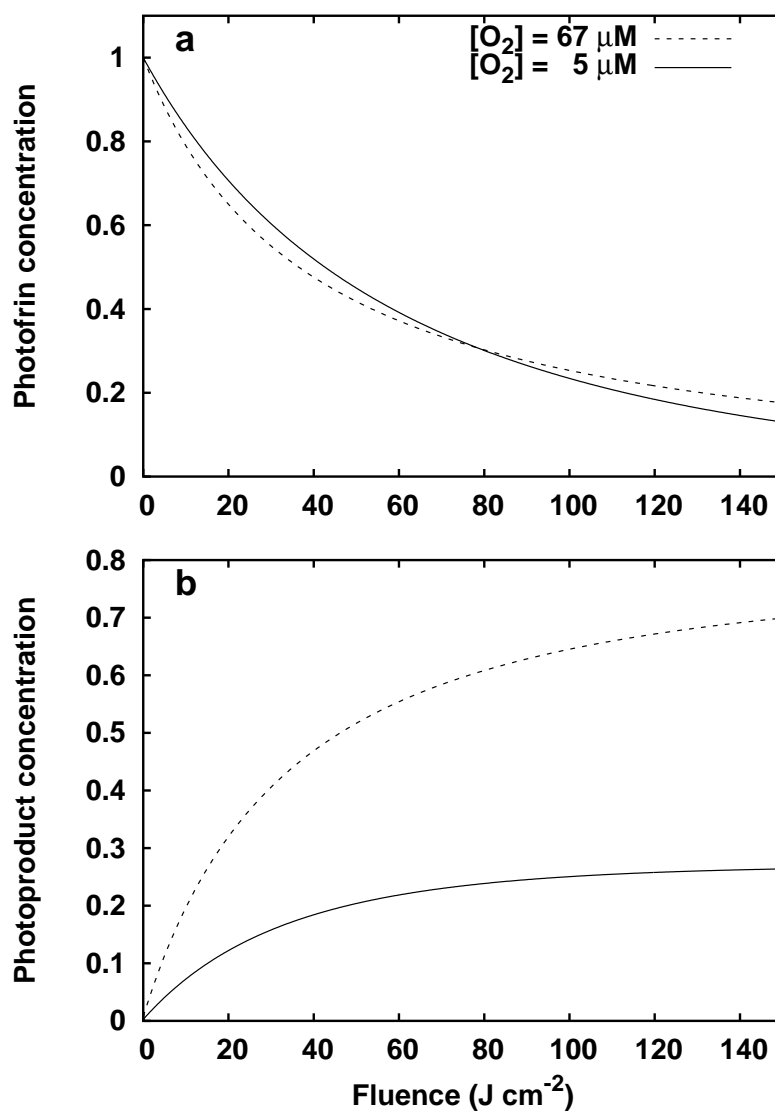 a
[O2] = 67 μM
[O2] = 5 μM
1
0.8
0.6
0.4
0.2
0
Photofrin concentration
0 20 40 60 80 100 120 140
b
0.8
0.7
0.6
0.5
0.4
0.3
0.2
0.1
0
Photoproduct concentration
0 20 40 60 80 100 120 140
Fluence (J cm-2)